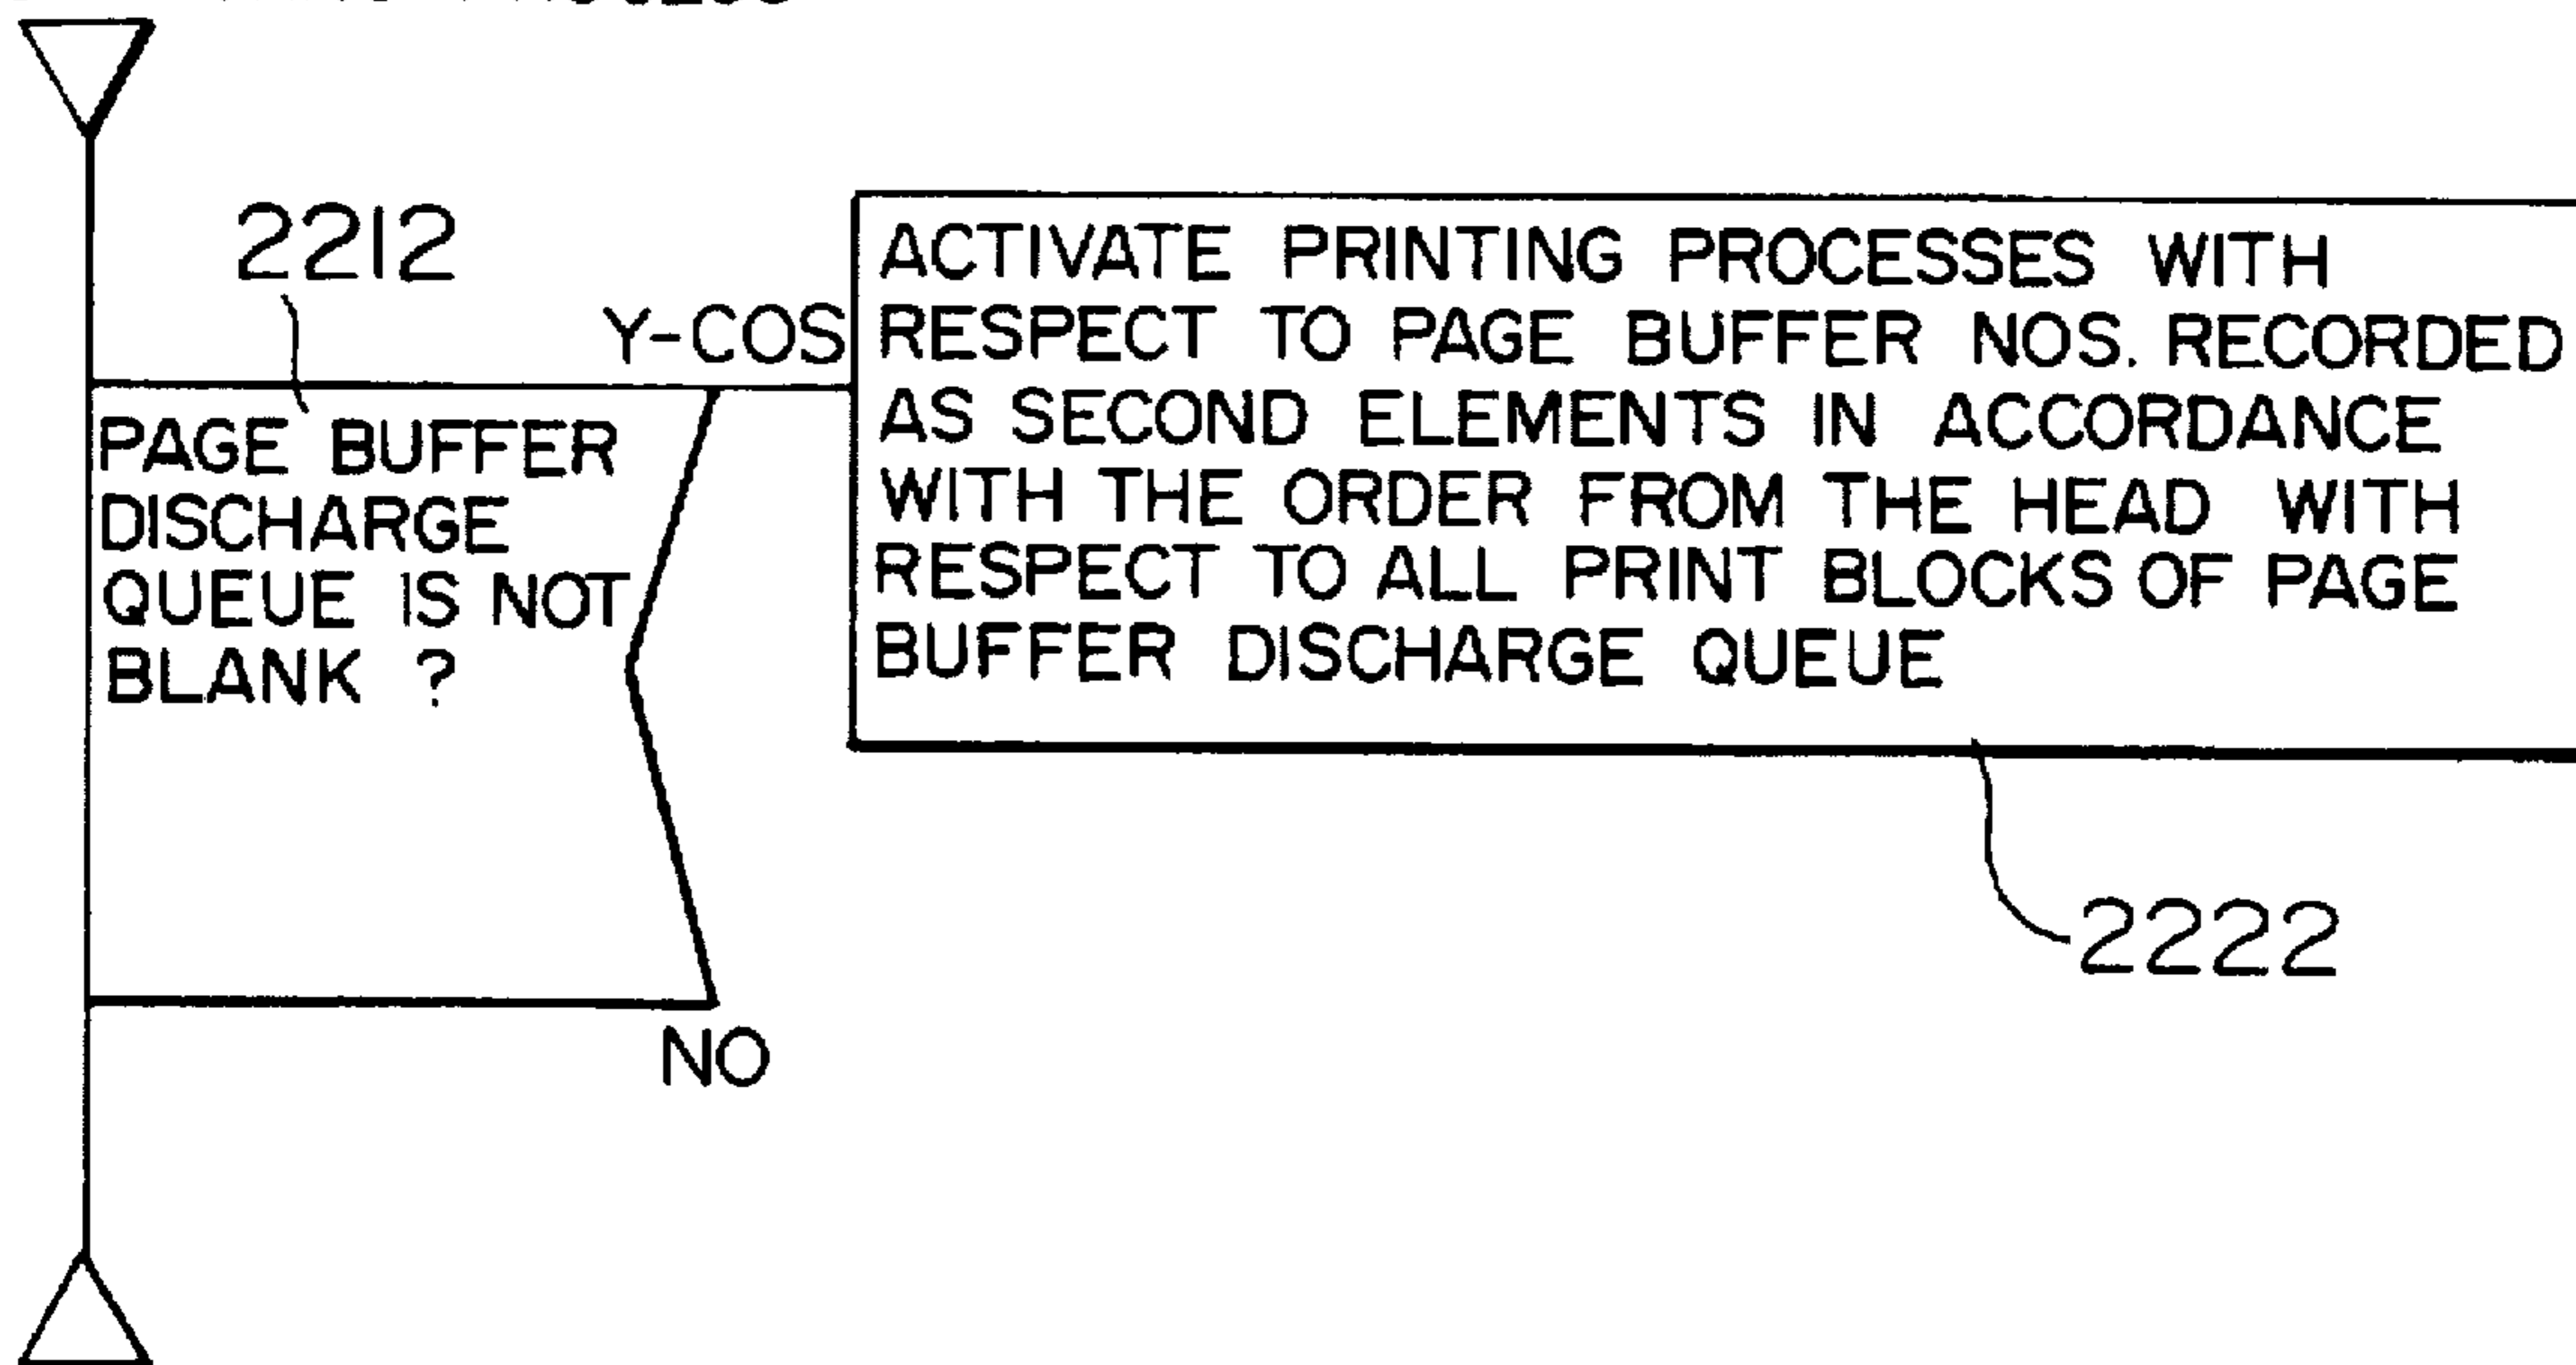 2212
Y-COS
PAGE BUFFER
DISCHARGE
QUEUE IS NOT
BLANK ?
NO
ACTIVATE PRINTING PROCESSES WITH
RESPECT TO PAGE BUFFER NOS. RECORDED
AS SECOND ELEMENTS IN ACCORDANCE
WITH THE ORDER FROM THE HEAD WITH
RESPECT TO ALL PRINT BLOCKS OF PAGE
BUFFER DISCHARGE QUEUE
2222